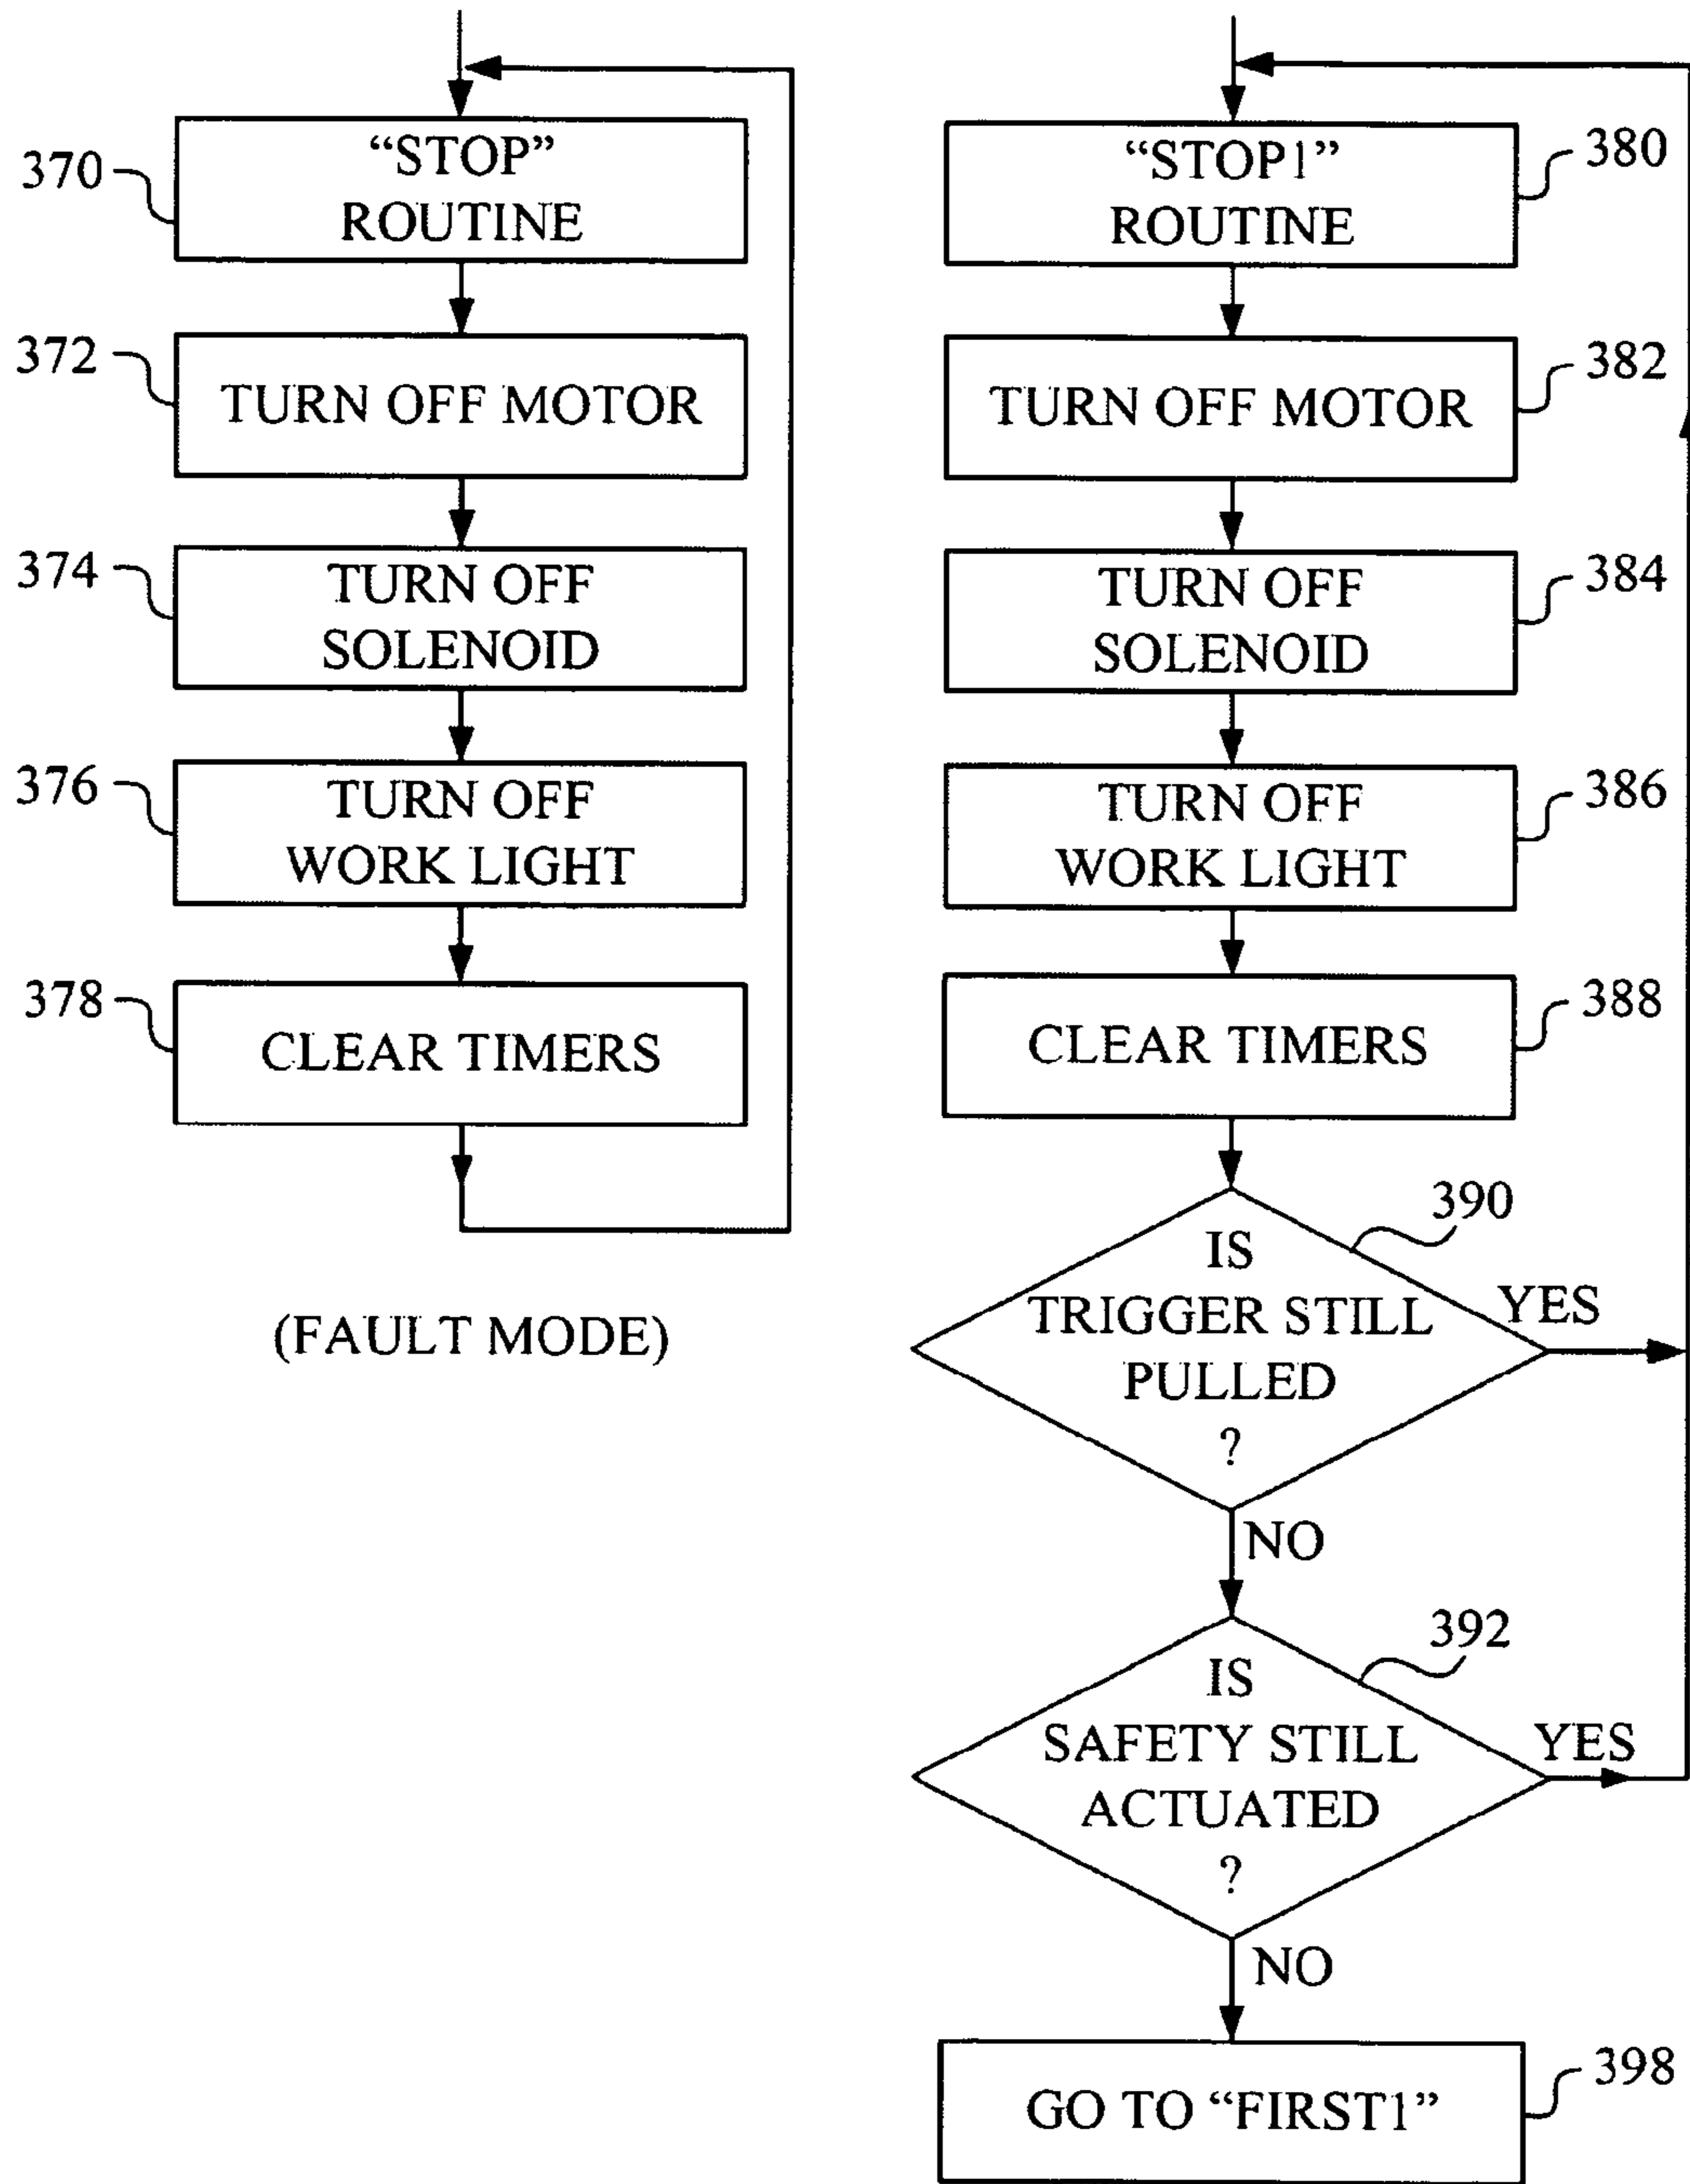 370
“STOP”
ROUTINE
372
TURN OFF MOTOR
374
TURN OFF
SOLENOID
376
TURN OFF
WORK LIGHT
378
CLEAR TIMERS
(FAULT MODE)
380
“STOP1”
ROUTINE
382
TURN OFF MOTOR
384
TURN OFF
SOLENOID
386
TURN OFF
WORK LIGHT
388
CLEAR TIMERS
390
IS
TRIGGER STILL
PULLED
?
YES
NO
392
IS
SAFETY STILL
ACTUATED
?
YES
NO
398
GO TO “FIRST1”